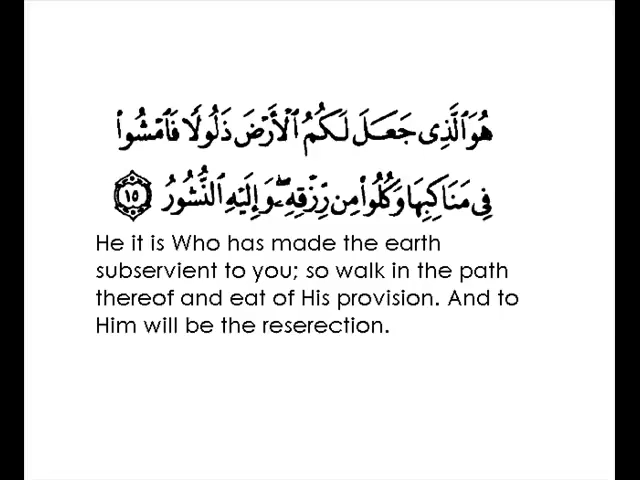 هُوَ ٱلَّذِى جَعَلَ لَكُمُ ٱلْأَرْضَ ذَلُولًا فَٱمْشُوا۟
فِى مَنَاكِبِهَا وَكُلُوا۟ مِن رِّزْقِهِۦ ۖ وَإِلَيْهِ ٱلنُّشُورُ ١٥
He it is Who has made the earth
subservient to you; so walk in the path
thereof and eat of His provision. And to
Him will be the reserection.